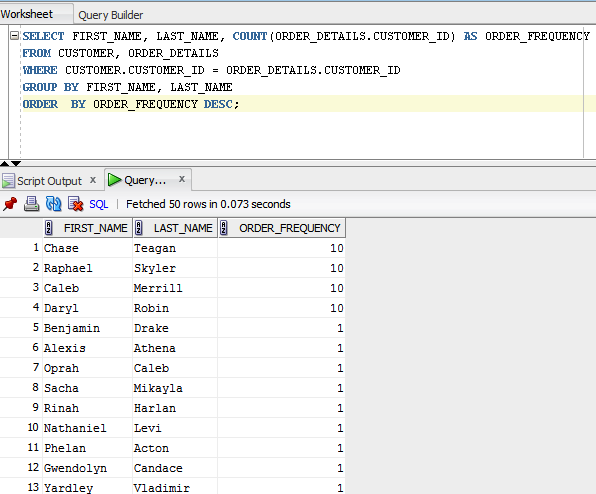 Worksheet Query Builder
SELECT FIRST_NAME, LAST_NAME, COUNT(ORDER_DETAILS.CUSTOMER_ID) AS ORDER_FREQUENCY
FROM CUSTOMER, ORDER_DETAILS
WHERE CUSTOMER.CUSTOMER_ID = ORDER_DETAILS.CUSTOMER_ID
GROUP BY FIRST_NAME, LAST_NAME
ORDER BY ORDER_FREQUENCY DESC;
Script Output x Query... x
SQL | Fetched 50 rows in 0.073 seconds
FIRST_NAME LAST_NAME ORDER_FREQUENCY
1 Chase Teagan 10
2 Raphael Skyler 10
3 Caleb Merrill 10
4 Daryl Robin 10
5 Benjamin Drake 1
6 Alexis Athena 1
7 Oprah Caleb 1
8 Sacha Mikayla 1
9 Rinah Harlan 1
10 Nathaniel Levi 1
11 Phelan Acton 1
12 Gwendolyn Candace 1
13 Yardley Vladimir 1